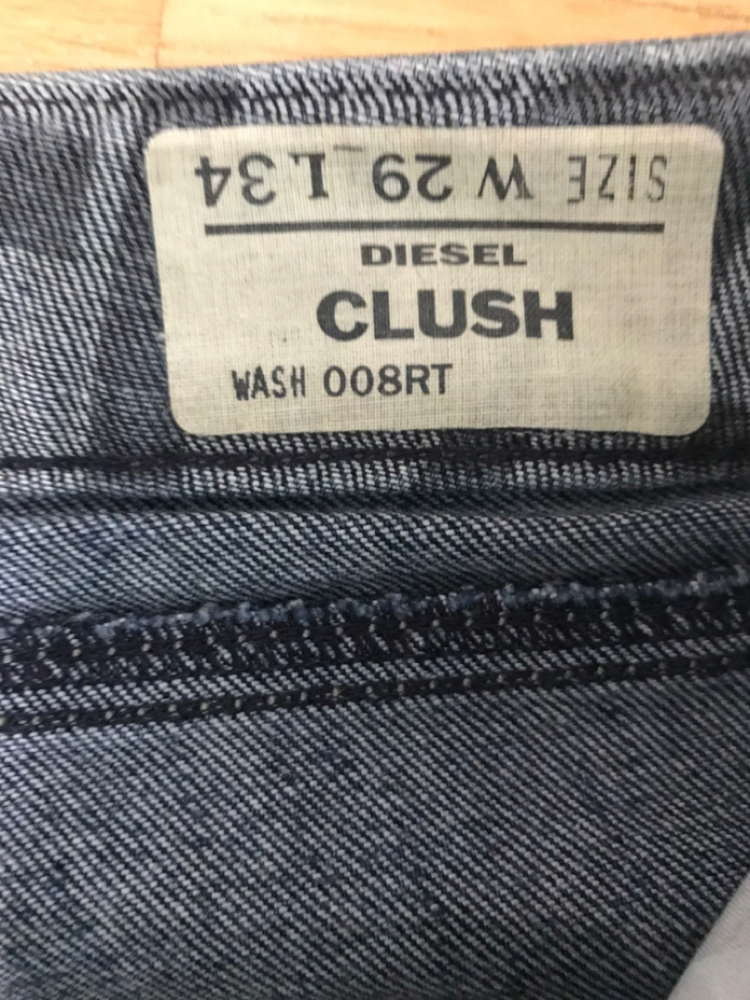 SIZE W 29 L 34
DIESEL
CLUSH
WASH 008RT